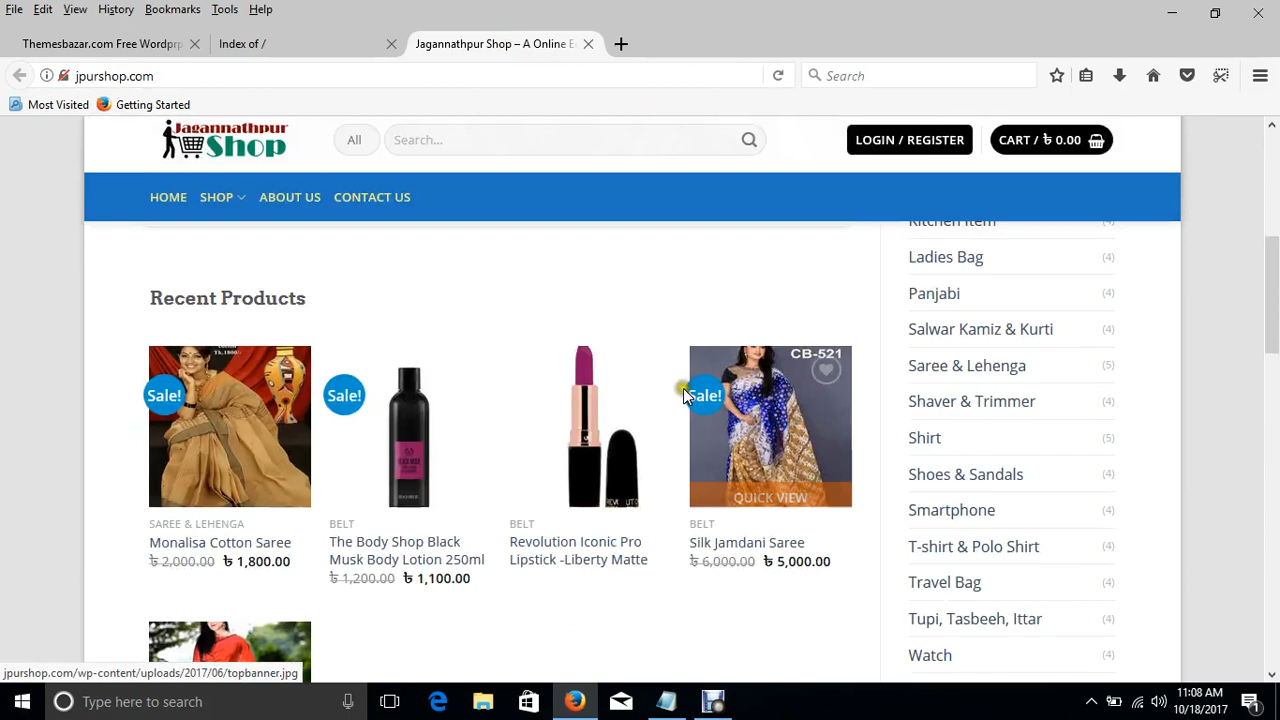 File Edit View History Bookmarks Tools Help
Themesbazar.com Free Wordprp
Index of /
Jagannathpur Shop – A Online E
jpurshop.com
Search
Most Visited
Getting Started
Jagannathpur
Shop
All
Search...
LOGIN / REGISTER
CART / ৳ 0.00
HOME SHOP ABOUT US CONTACT US
Kitchen Item (4)
Ladies Bag (4)
Panjabi (4)
Salwar Kamiz & Kurti (4)
Saree & Lehenga (5)
Shaver & Trimmer (4)
Shirt (5)
Shoes & Sandals (4)
Smartphone (4)
T-shirt & Polo Shirt (4)
Travel Bag (4)
Tupi, Tasbeeh, Ittar (4)
Watch (4)
Recent Products
Tk.1800/
Sale!
SAREE & LEHENGA
Monalisa Cotton Saree
৳ 2,000.00 ৳ 1,800.00
Sale!
BLACK MUSK
BELT
The Body Shop Black
Musk Body Lotion 250ml
৳ 1,200.00 ৳ 1,100.00
BELT
Revolution Iconic Pro
Lipstick -Liberty Matte
CB-521
Sale!
QUICK VIEW
BELT
Silk Jamdani Saree
৳ 6,000.00 ৳ 5,000.00
jpurshop.com/wp-content/uploads/2017/06/topbanner.jpg
Type here to search
11:08 AM
10/18/2017
1